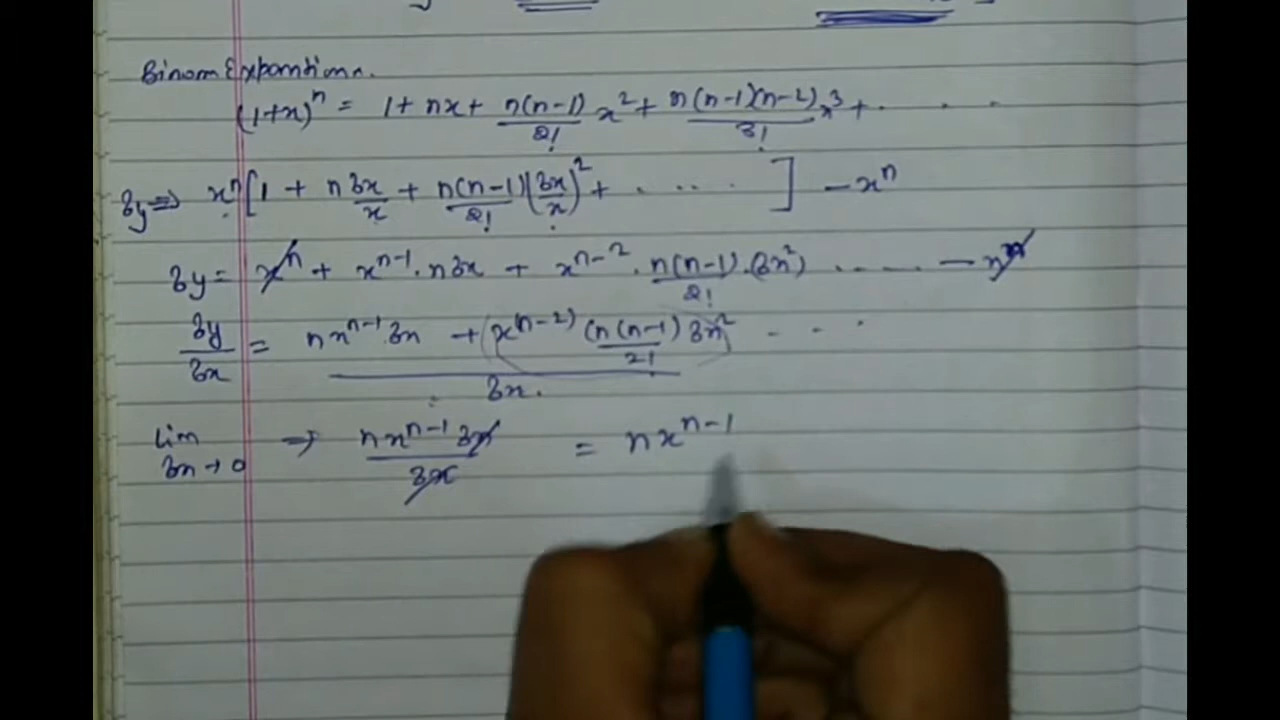 Binom Expantion.
(1+x)^n = 1 + nx + n(n-1)/2! x^2 + n(n-1)(n-2)/3! x^3 + . . .
δy ⇒ x^n [1 + n δx/x + n(n-1)/2! (δx/x)^2 + . . . . ] - x^n
δy = x^n + x^(n-1) . n δx + x^(n-2) . n(n-1)/2! . (δx^2) ...... - x^n
δy/δx = n x^(n-1) δx + (x^(n-2) (n(n-1)/2!) δx^2 - - . / δx .
lim δx→0 → n x^(n-1) δx / δx = n x^(n-1)